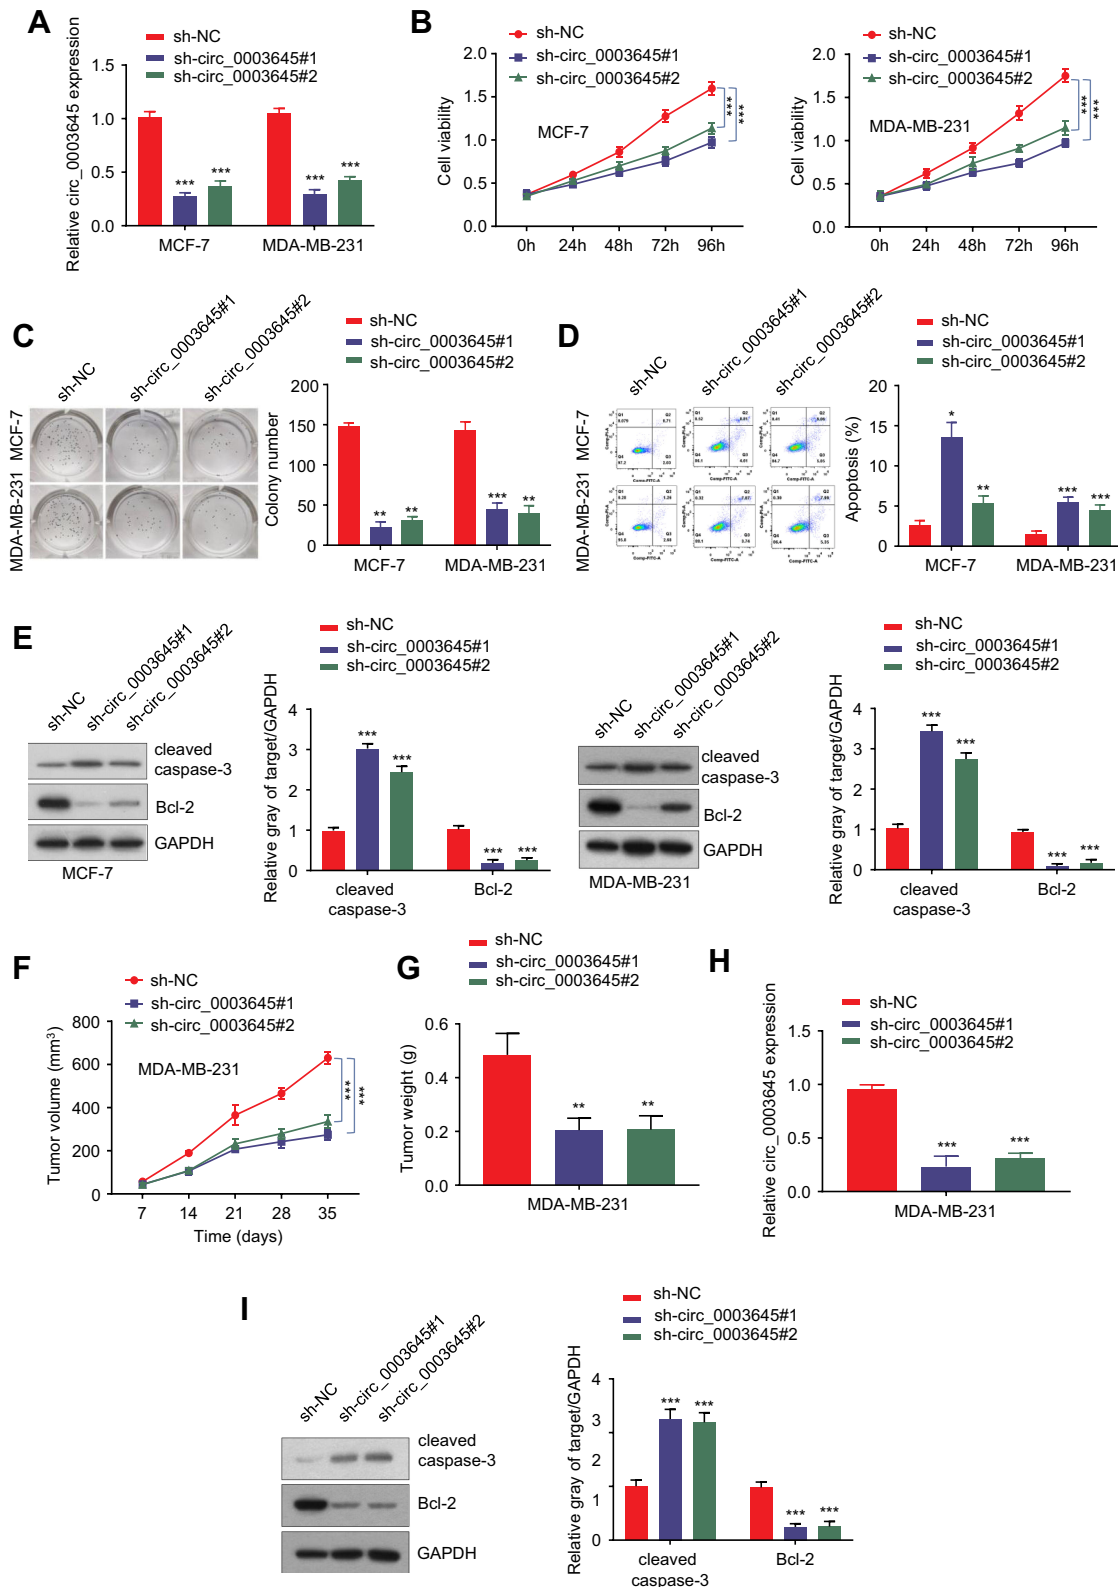 A
sh-NC
sh-circ_0003645#1
sh-circ_0003645#2
Relative circ_0003645 expression
1.5
1.0
0.5
0.0
***
***
***
***
MCF-7
MDA-MB-231
B
sh-NC
sh-circ_0003645#1
sh-circ_0003645#2
Cell viability
2.0
1.5
1.0
0.5
0.0
MCF-7
***
***
0h
24h
48h
72h
96h
sh-NC
sh-circ_0003645#1
sh-circ_0003645#2
Cell viability
2.0
1.5
1.0
0.5
0.0
MDA-MB-231
***
***
0h
24h
48h
72h
96h
C
sh-NC
sh-circ_0003645#1
sh-circ_0003645#2
MCF-7
MDA-MB-231
sh-NC
sh-circ_0003645#1
sh-circ_0003645#2
Colony number
200
150
100
50
0
**
**
***
**
MCF-7
MDA-MB-231
D
sh-NC
sh-circ_0003645#1
sh-circ_0003645#2
MCF-7
MDA-MB-231
sh-NC
sh-circ_0003645#1
sh-circ_0003645#2
Apoptosis (%)
20
15
10
5
0
*
**
***
***
MCF-7
MDA-MB-231
E
sh-NC
sh-circ_0003645#1
sh-circ_0003645#2
cleaved
caspase-3
Bcl-2
GAPDH
MCF-7
sh-NC
sh-circ_0003645#1
sh-circ_0003645#2
Relative gray of target/GAPDH
4
3
2
1
0
***
***
***
***
cleaved
caspase-3
Bcl-2
sh-NC
sh-circ_0003645#1
sh-circ_0003645#2
cleaved
caspase-3
Bcl-2
GAPDH
MDA-MB-231
sh-NC
sh-circ_0003645#1
sh-circ_0003645#2
Relative gray of target/GAPDH
4
3
2
1
0
***
***
***
***
cleaved
caspase-3
Bcl-2
F
sh-NC
sh-circ_0003645#1
sh-circ_0003645#2
Tumor volume (mm³)
800
600
400
200
0
MDA-MB-231
***
***
7
14
21
28
35
Time (days)
G
sh-NC
sh-circ_0003645#1
sh-circ_0003645#2
Tumor weight (g)
0.6
0.4
0.2
0.0
**
**
MDA-MB-231
H
sh-NC
sh-circ_0003645#1
sh-circ_0003645#2
Relative circ_0003645 expression
1.5
1.0
0.5
0.0
***
***
MDA-MB-231
I
sh-NC
sh-circ_0003645#1
sh-circ_0003645#2
cleaved
caspase-3
Bcl-2
GAPDH
sh-NC
sh-circ_0003645#1
sh-circ_0003645#2
Relative gray of target/GAPDH
4
3
2
1
0
***
***
***
***
cleaved
caspase-3
Bcl-2